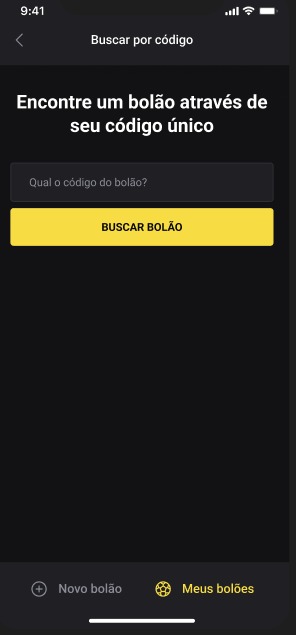 9:41
Buscar por código
Encontre um bolão através de
seu código único
Qual o código do bolão?
BUSCAR BOLÃO
Novo bolão
Meus bolões